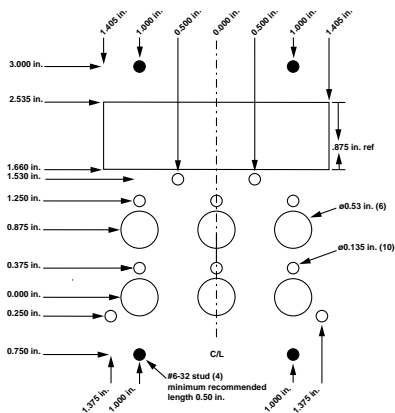 1.405 in.
1.000 in.
0.500 in.
0.000 in.
0.500 in.
1.000 in.
1.405 in.
3.000 in.
2.535 in.
.875 in. ref
1.660 in.
1.530 in.
1.250 in.
ø0.53 in. (6)
0.875 in.
ø0.135 in. (10)
0.375 in.
0.000 in.
0.250 in.
0.750 in.
C/L
#6-32 stud (4)
minimum recommended
length 0.50 in.
1.375 in.
1.000 in.
1.000 in.
1.375 in.